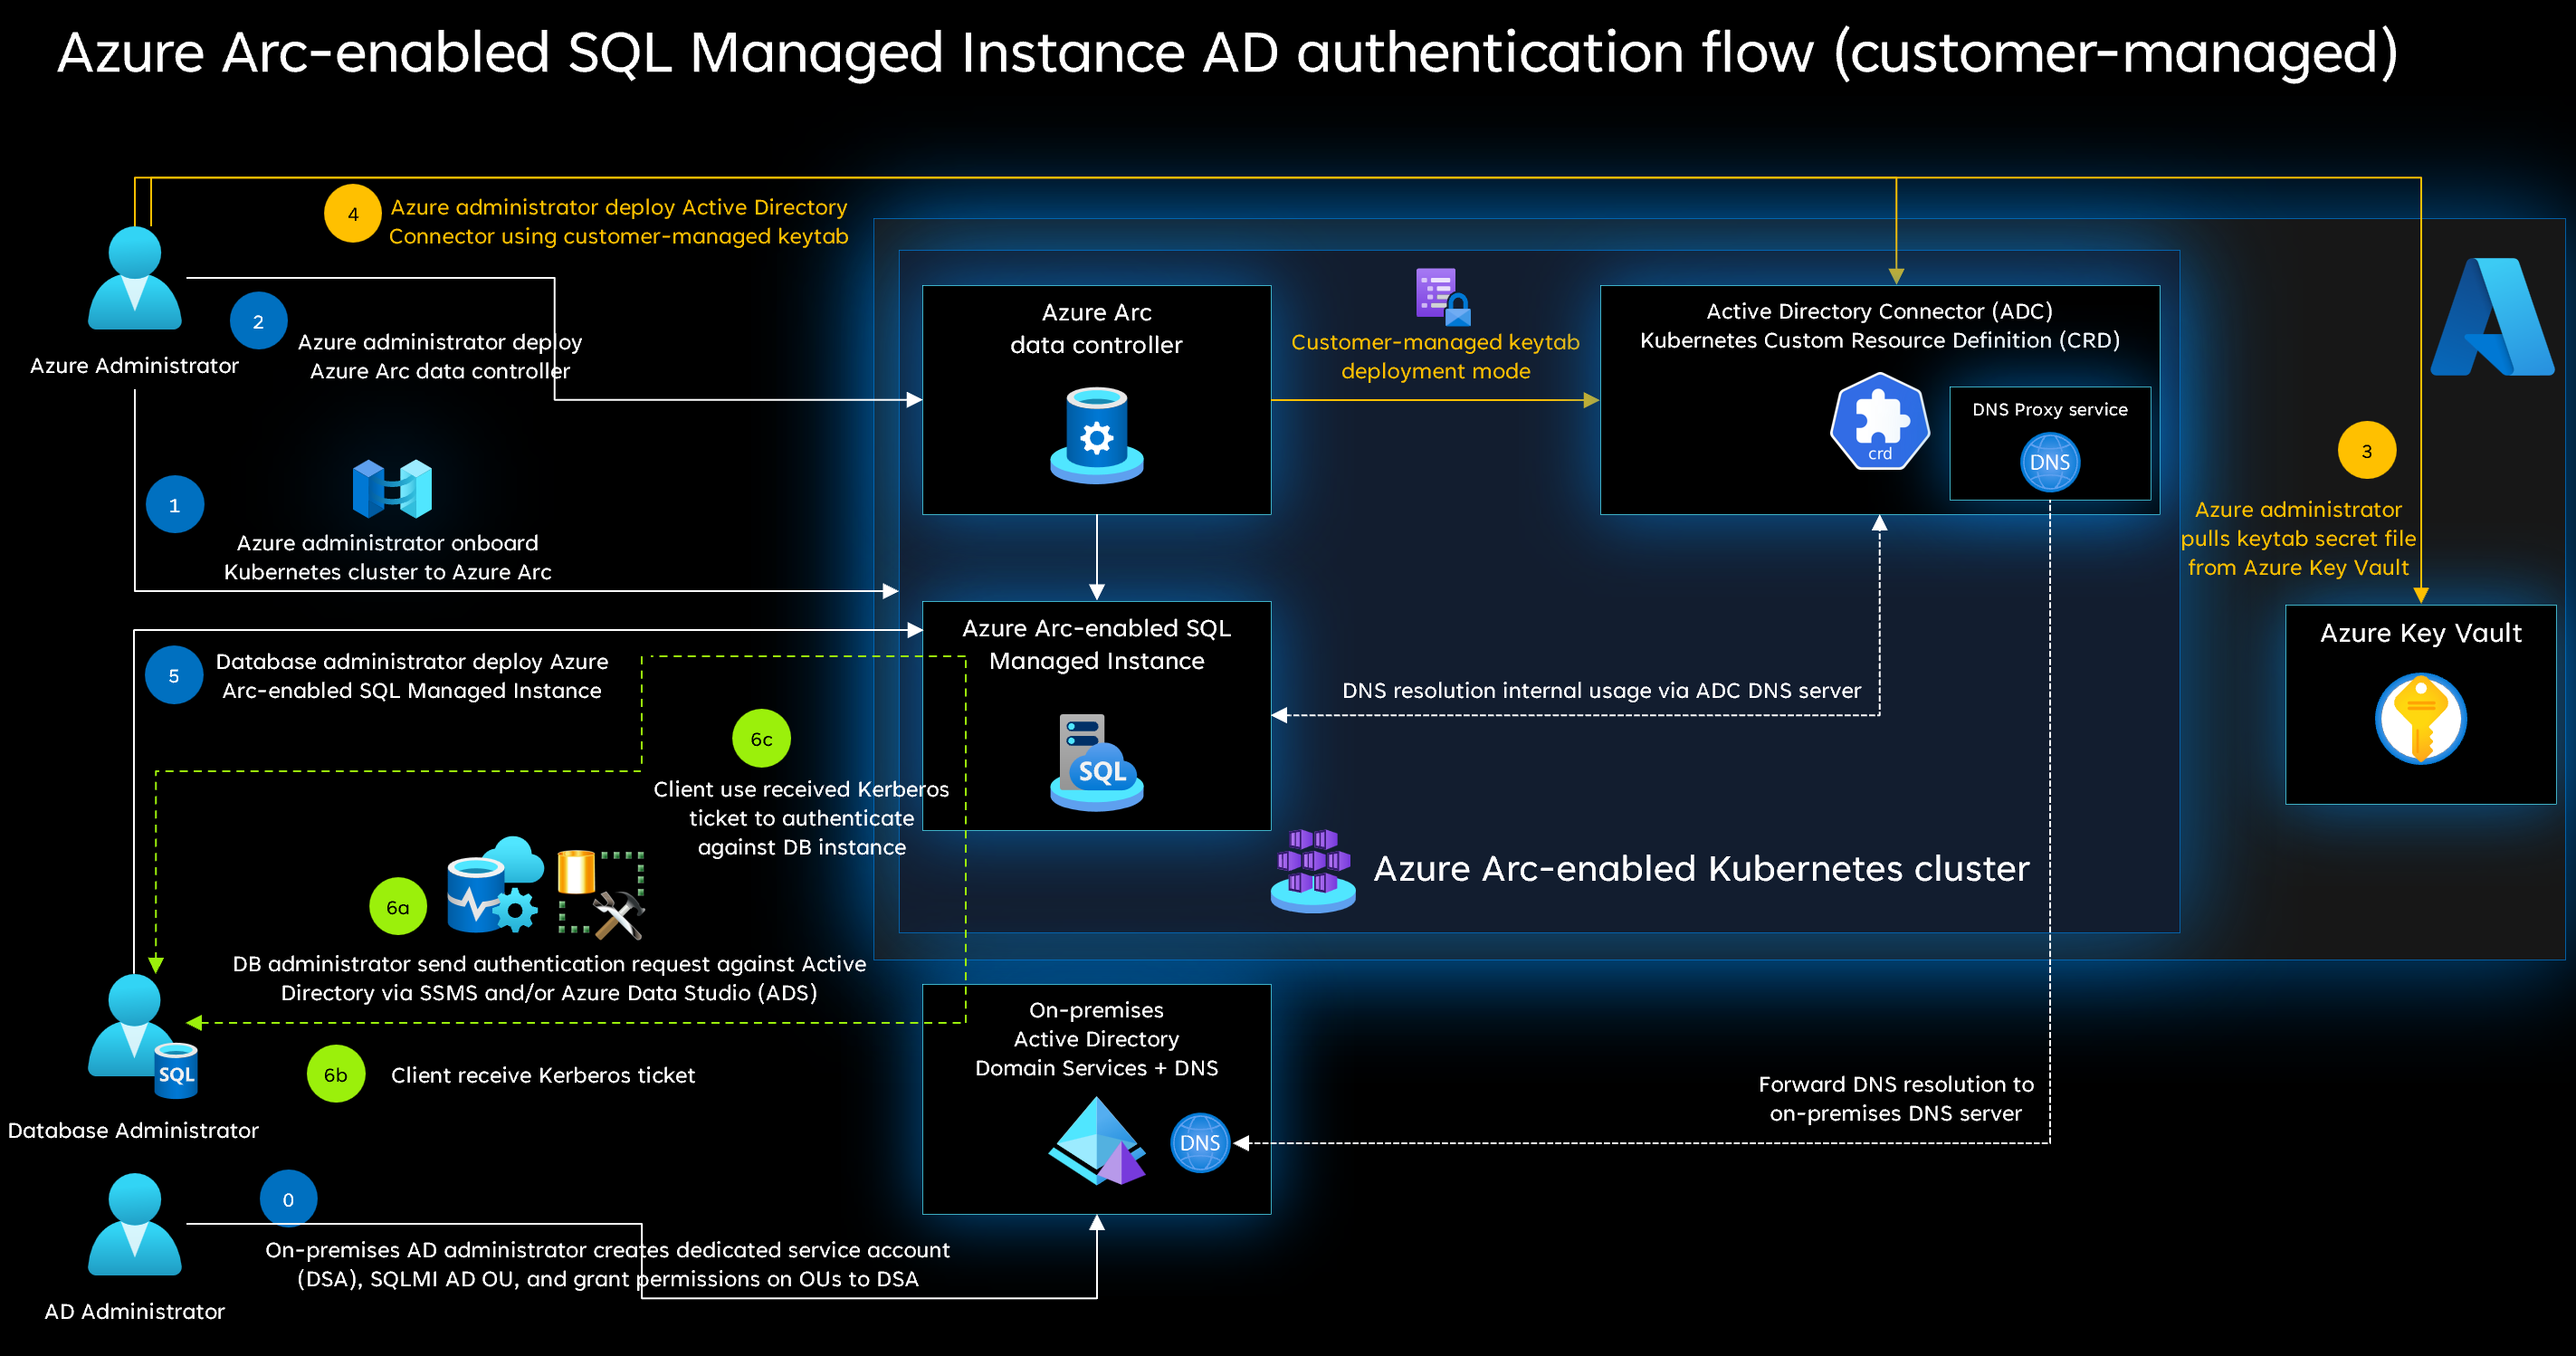 Azure Arc-enabled SQL Managed Instance AD authentication flow (customer-managed)
4
Azure administrator deploy Active Directory
Connector using customer-managed keytab
Azure Administrator
2
Azure administrator deploy
Azure Arc data controller
1
Azure administrator onboard
Kubernetes cluster to Azure Arc
Azure Arc
data controller
Customer-managed keytab
deployment mode
Active Directory Connector (ADC)
Kubernetes Custom Resource Definition (CRD)
crd
DNS Proxy service
DNS
3
Azure administrator
pulls keytab secret file
from Azure Key Vault
Azure Key Vault
5
Database administrator deploy Azure
Arc-enabled SQL Managed Instance
Azure Arc-enabled SQL
Managed Instance
SQL
DNS resolution internal usage via ADC DNS server
6c
Client use received Kerberos
ticket to authenticate
against DB instance
Azure Arc-enabled Kubernetes cluster
6a
DB administrator send authentication request against Active
Directory via SSMS and/or Azure Data Studio (ADS)
SQL
6b
Client receive Kerberos ticket
Database Administrator
On-premises
Active Directory
Domain Services + DNS
DNS
Forward DNS resolution to
on-premises DNS server
0
On-premises AD administrator creates dedicated service account
(DSA), SQLMI AD OU, and grant permissions on OUs to DSA
AD Administrator